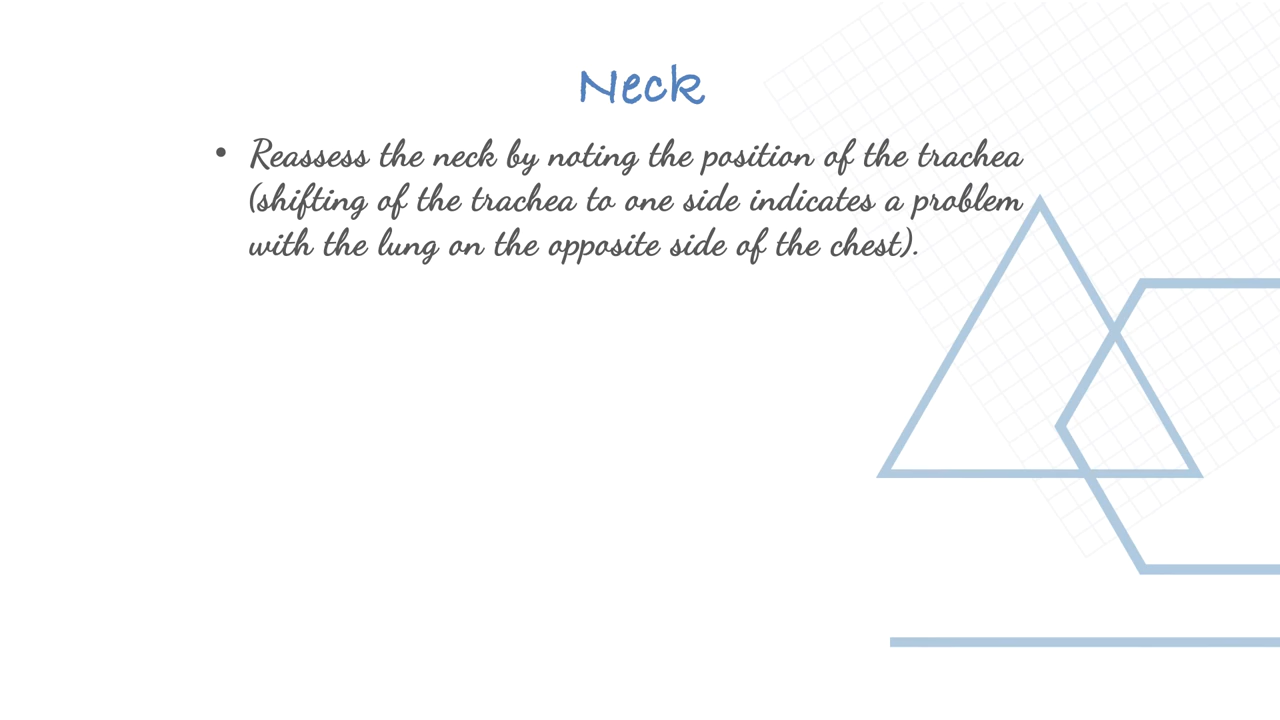 Neck
• Reassess the neck by noting the position of the trachea
(shifting of the trachea to one side indicates a problem
with the lung on the opposite side of the chest).